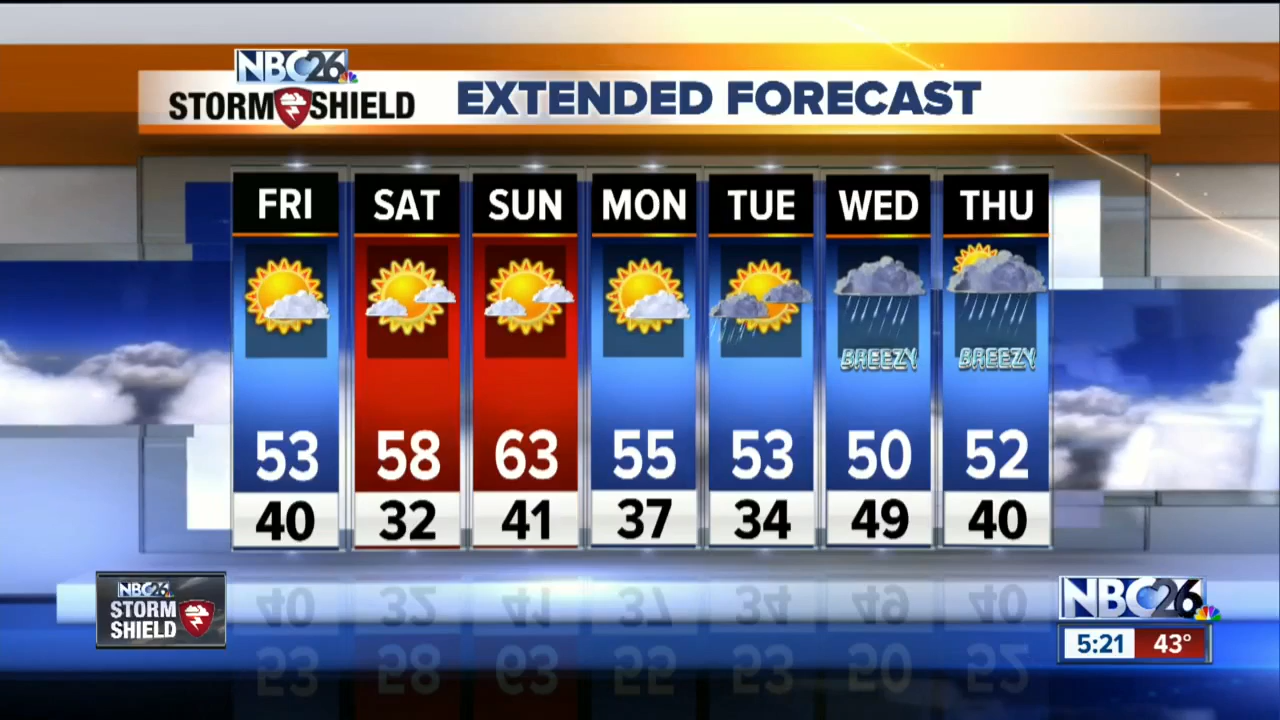 NBC26
STORM SHIELD
EXTENDED FORECAST
FRI SAT SUN MON TUE WED THU
BREEZY BREEZY
53 58 63 55 53 50 52
40 32 41 37 34 49 40
NBC26
STORM
SHIELD
NBC26
5:21 43°